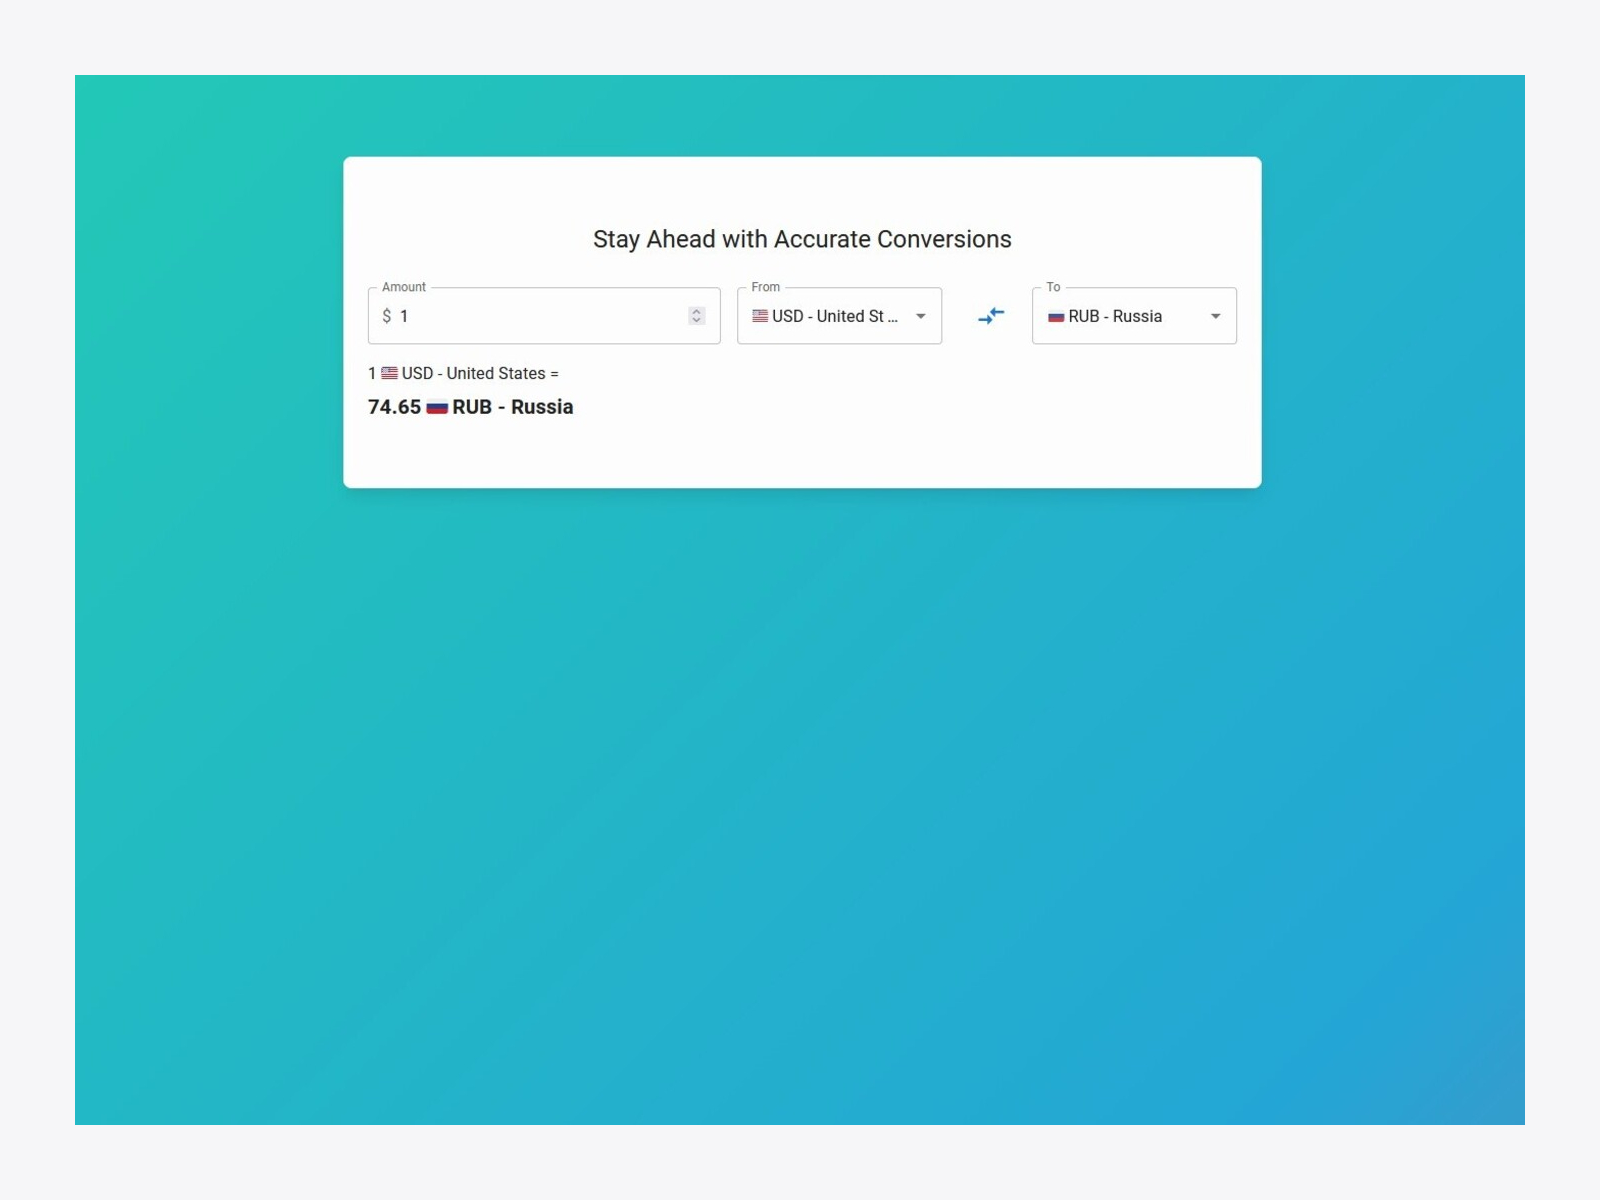 Stay Ahead with Accurate Conversions
Amount
$ 1
From
USD - United St ...
To
RUB - Russia
1 USD - United States =
74.65 RUB - Russia